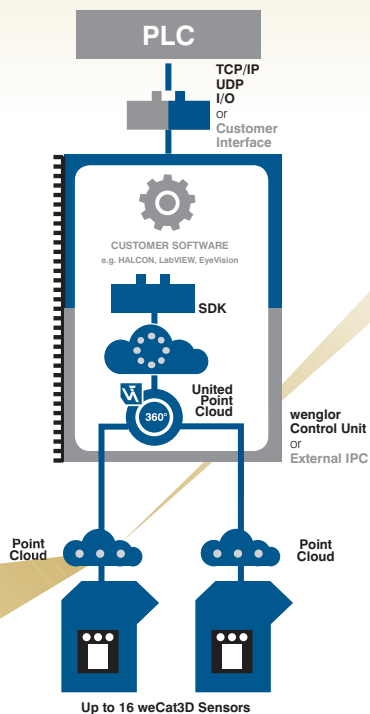 PLC
TCP/IP
UDP
I/O
or
Customer
Interface
CUSTOMER SOFTWARE
e.g. HALCON, LabVIEW, EyeVision
SDK
United
Point
Cloud
360°
wenglor
Control Unit
or
External IPC
Point
Cloud
Point
Cloud
Up to 16 weCat3D Sensors